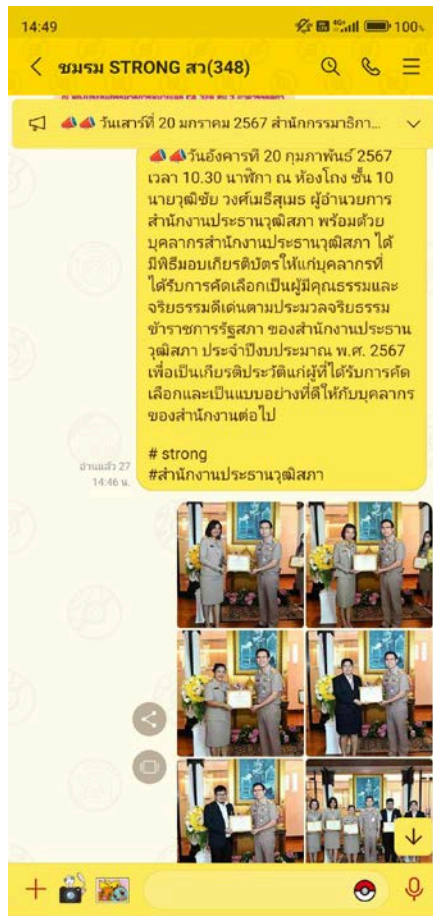 14:49
100%
ชมรม STRONG สว(348)
📣📣 วันเสาร์ที่ 20 มกราคม 2567 สำนักกรรมาธิกา...
📣📣วันอังคารที่ 20 กุมภาพันธ์ 2567
เวลา 10.30 นาฬิกา ณ ห้องโถง ชั้น 10
นายวุฒิชัย วงศ์เมธีสุเมธ ผู้อำนวยการ
สำนักงานประธานวุฒิสภา พร้อมด้วย
บุคลากรสำนักงานประธานวุฒิสภา ได้
มีพิธีมอบเกียรติบัตรให้แก่บุคลากรที่
ได้รับการคัดเลือกเป็นผู้มีคุณธรรมและ
จริยธรรมดีเด่นตามประมวลจริยธรรม
ข้าราชการรัฐสภา ของสำนักงานประธาน
วุฒิสภา ประจำปีงบประมาณ พ.ศ. 2567
เพื่อเป็นเกียรติประวัติแก่ผู้ที่ได้รับการคัด
เลือกและเป็นแบบอย่างที่ดีให้กับบุคลากร
ของสำนักงานต่อไป
# strong
#สำนักงานประธานวุฒิสภา
อ่านแล้ว 27
14:46 น.